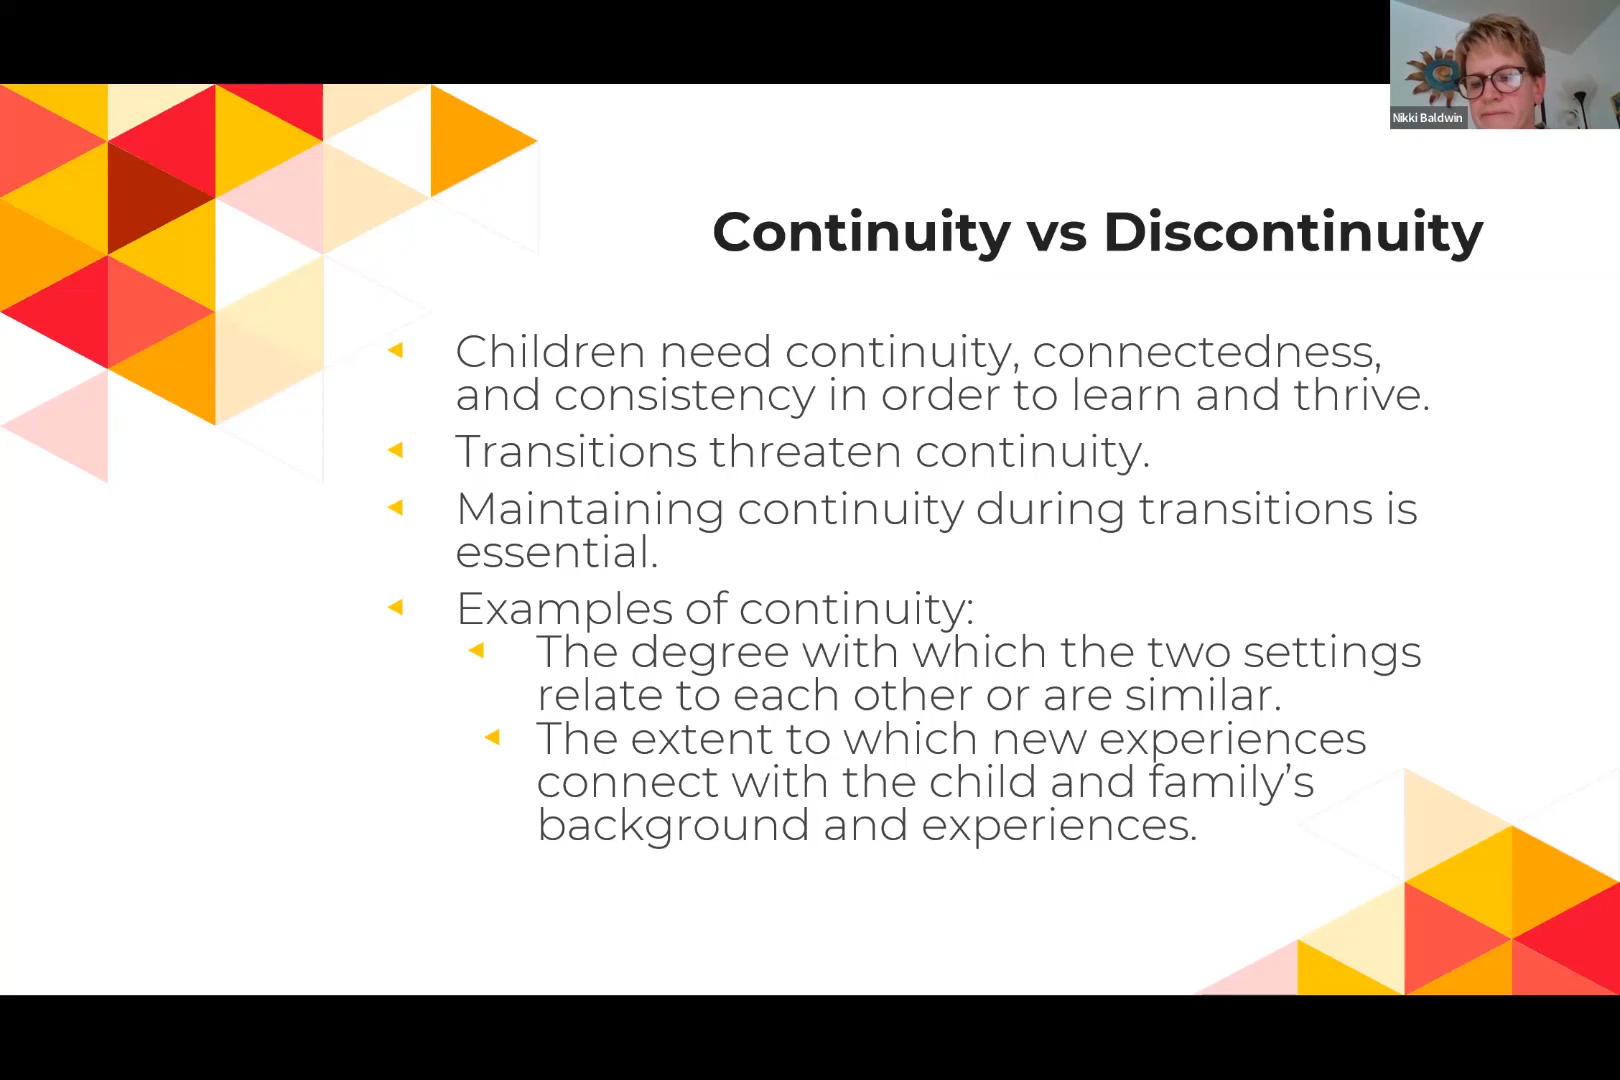 Nikki Baldwin
Continuity vs Discontinuity
Children need continuity, connectedness,
and consistency in order to learn and thrive.
Transitions threaten continuity.
Maintaining continuity during transitions is
essential.
Examples of continuity:
The degree with which the two settings
relate to each other or are similar.
The extent to which new experiences
connect with the child and family’s
background and experiences.